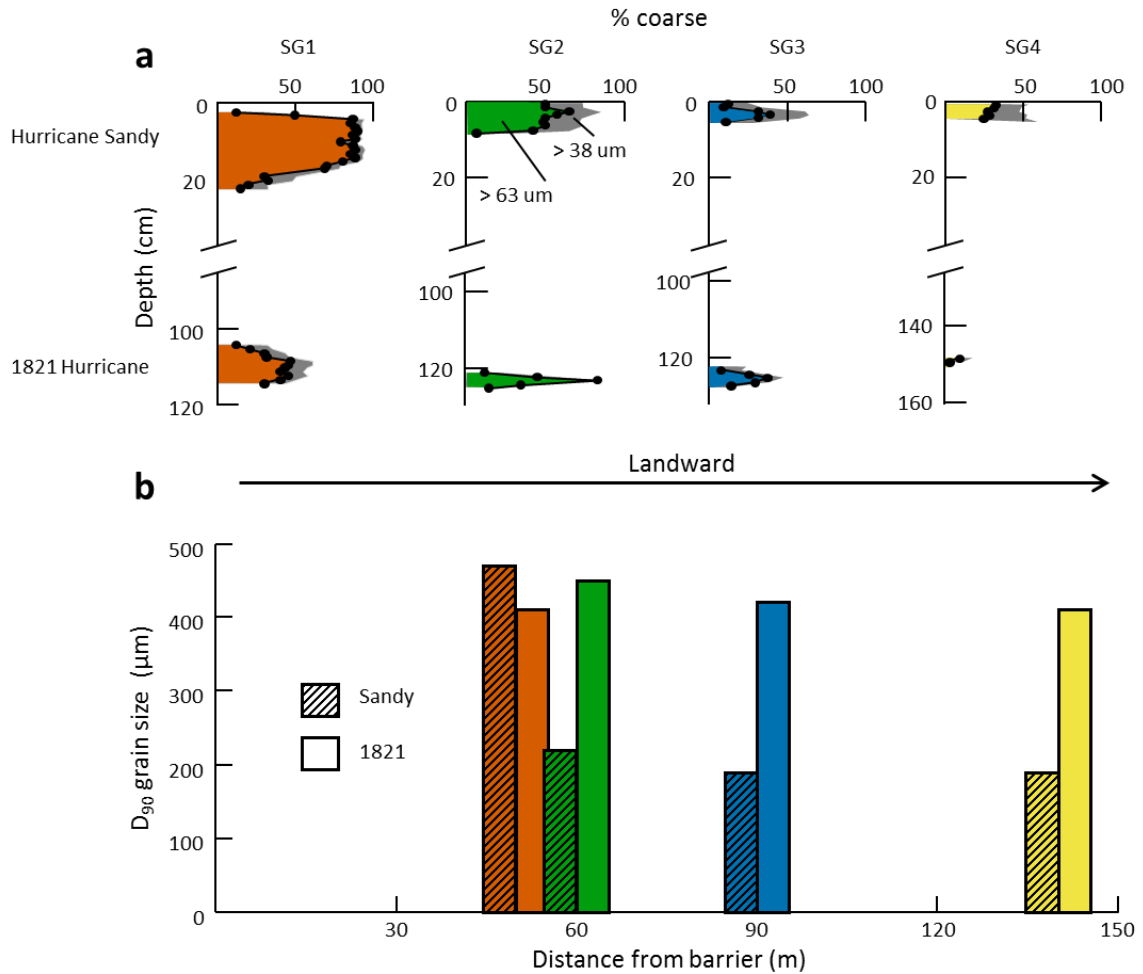 % coarse
a
SG1 SG2 SG3 SG4
50 100 50 100 50 100 50 100
0 0 0 0
Hurricane Sandy
> 38 um
20 20 20 20
> 63 um
Depth (cm)
100 100 100 140
1821 Hurricane
120 120 120 160
Landward
b
500
400
300
200
100
0
D90 grain size (µm)
Sandy
1821
30 60 90 120 150
Distance from barrier (m)